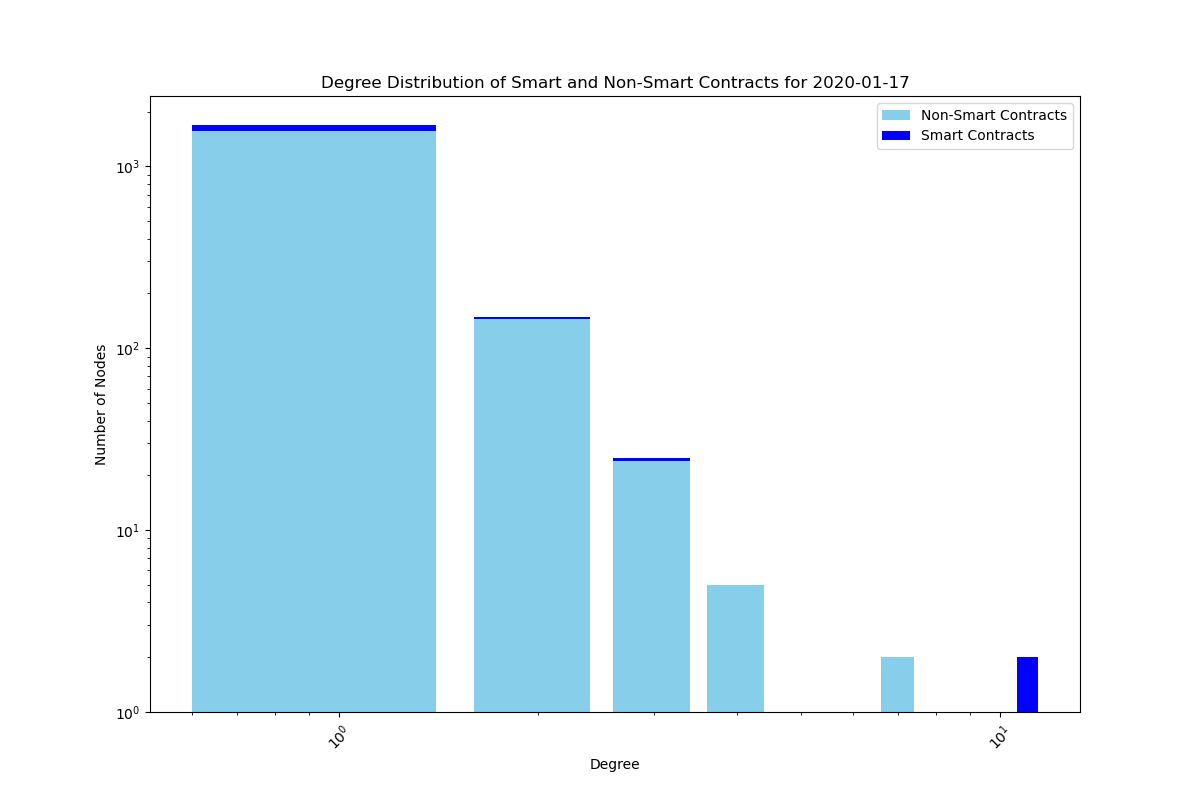 Degree Distribution of Smart and Non-Smart Contracts for 2020-01-17
Non-Smart Contracts
Smart Contracts
Number of Nodes
10³
10²
10¹
10⁰
10⁰
10¹
Degree